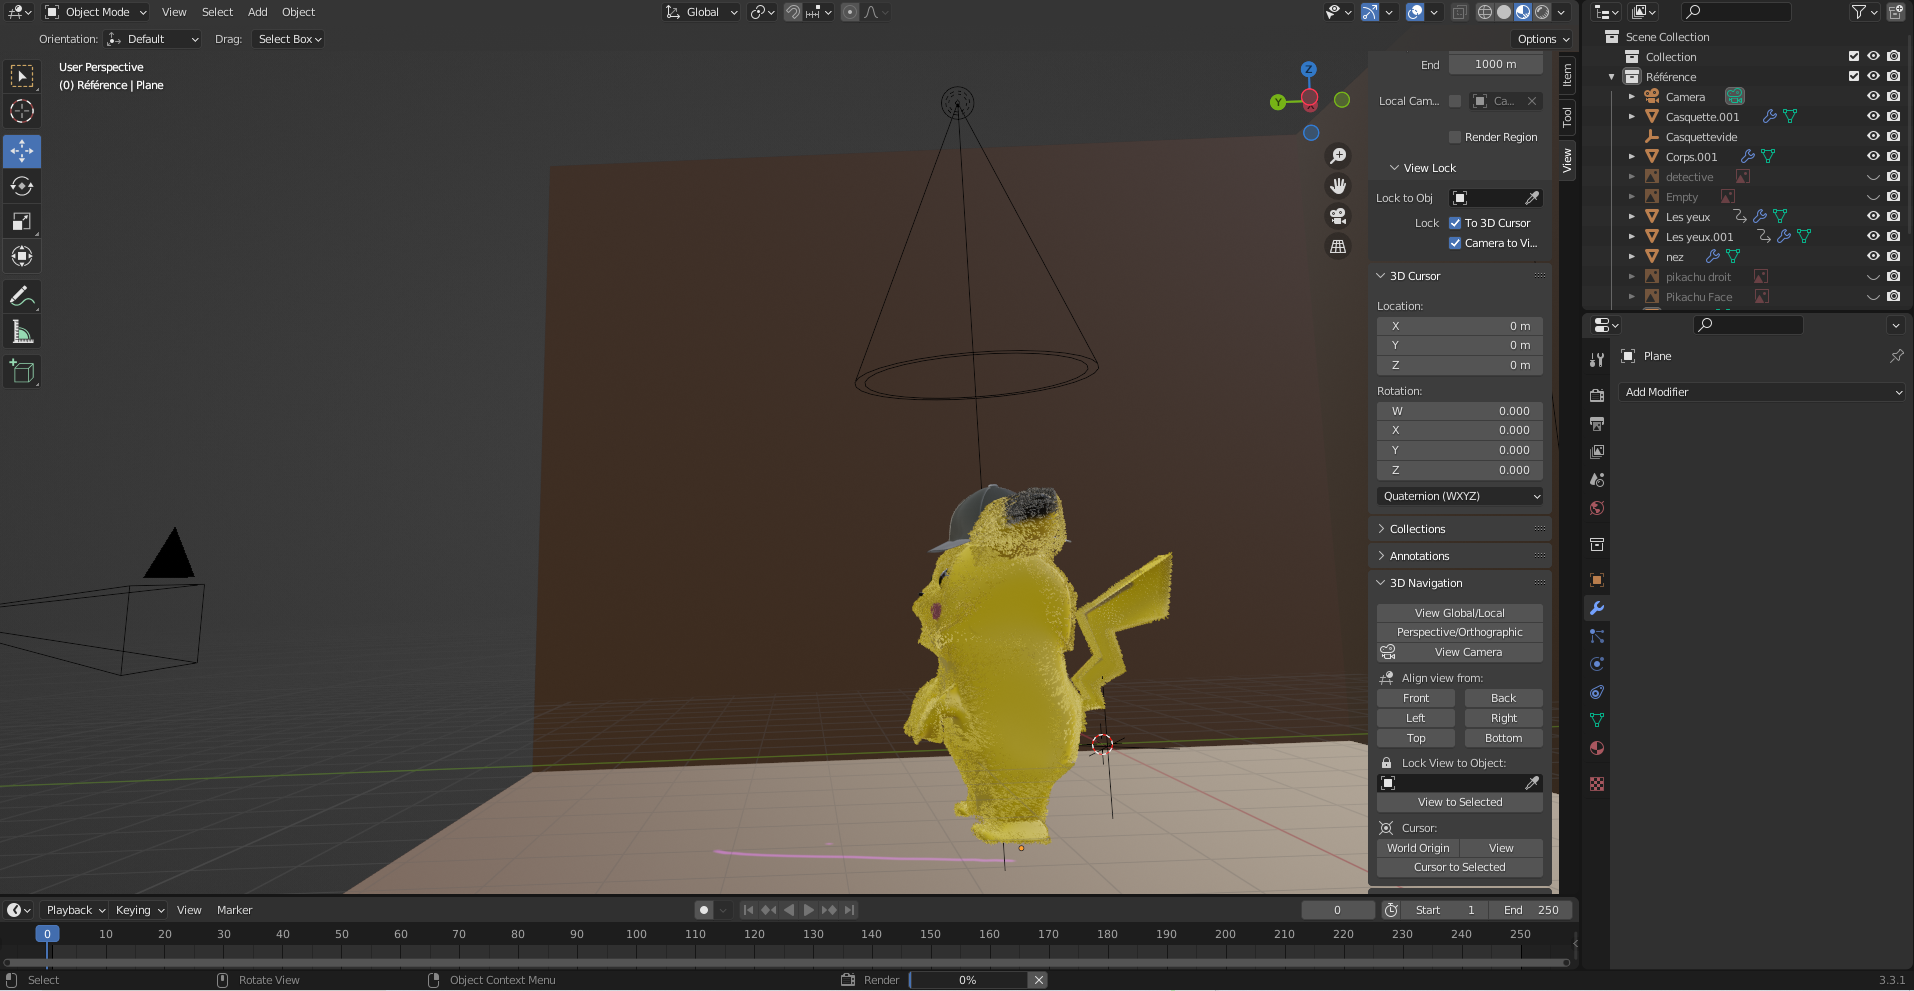 Object Mode View Select Add Object Global
Orientation: Default Drag: Select Box Options
User Perspective
(0) Référence | Plane
Z
Y
End 1000 m
Local Cam... Ca...
Render Region
View Lock
Lock to Obj
Lock To 3D Cursor
Camera to Vi...
3D Cursor
Location:
X 0 m
Y 0 m
Z 0 m
Rotation:
W 0.000
X 0.000
Y 0.000
Z 0.000
Quaternion (WXYZ)
Collections
Annotations
3D Navigation
View Global/Local
Perspective/Orthographic
View Camera
Align view from:
Front Back
Left Right
Top Bottom
Lock View to Object:
View to Selected
Cursor:
World Origin View
Cursor to Selected
Item
Tool
View
Scene Collection
Collection
Référence
Camera
Casquette.001
Casquettevide
Corps.001
detective
Empty
Les yeux
Les yeux.001
nez
pikachu droit
Pikachu Face
Plane
Add Modifier
Playback Keying View Marker 0 Start 1 End 250
0 10 20 30 40 50 60 70 80 90 100 110 120 130 140 150 160 170 180 190 200 210 220 230 240 250
Select Rotate View Object Context Menu Render 0% 3.3.1